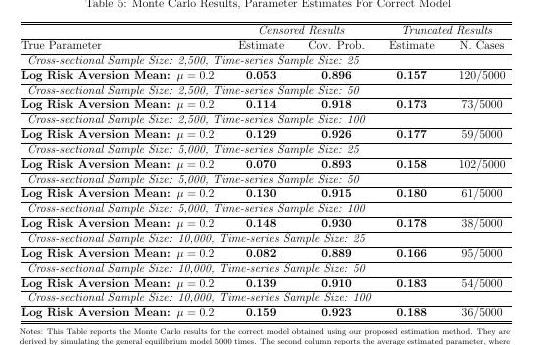 Table 5: Monte Carlo Results, Parameter Estimates For Correct Model
Censored Results Truncated Results
True Parameter Estimate Cov. Prob. Estimate N. Cases
Cross-sectional Sample Size: 2,500, Time-series Sample Size: 25
Log Risk Aversion Mean: μ = 0.2 0.053 0.896 0.157 120/5000
Cross-sectional Sample Size: 2,500, Time-series Sample Size: 50
Log Risk Aversion Mean: μ = 0.2 0.114 0.918 0.173 73/5000
Cross-sectional Sample Size: 2,500, Time-series Sample Size: 100
Log Risk Aversion Mean: μ = 0.2 0.129 0.926 0.177 59/5000
Cross-sectional Sample Size: 5,000, Time-series Sample Size: 25
Log Risk Aversion Mean: μ = 0.2 0.070 0.893 0.158 102/5000
Cross-sectional Sample Size: 5,000, Time-series Sample Size: 50
Log Risk Aversion Mean: μ = 0.2 0.130 0.915 0.180 61/5000
Cross-sectional Sample Size: 5,000, Time-series Sample Size: 100
Log Risk Aversion Mean: μ = 0.2 0.148 0.930 0.178 38/5000
Cross-sectional Sample Size: 10,000, Time-series Sample Size: 25
Log Risk Aversion Mean: μ = 0.2 0.082 0.889 0.166 95/5000
Cross-sectional Sample Size: 10,000, Time-series Sample Size: 50
Log Risk Aversion Mean: μ = 0.2 0.139 0.910 0.183 54/5000
Cross-sectional Sample Size: 10,000, Time-series Sample Size: 100
Log Risk Aversion Mean: μ = 0.2 0.159 0.923 0.188 36/5000
Notes: This Table reports the Monte Carlo results for the correct model obtained using our proposed estimation method. They are
derived by simulating the general equilibrium model 5000 times. The second column reports the average estimated parameter, where